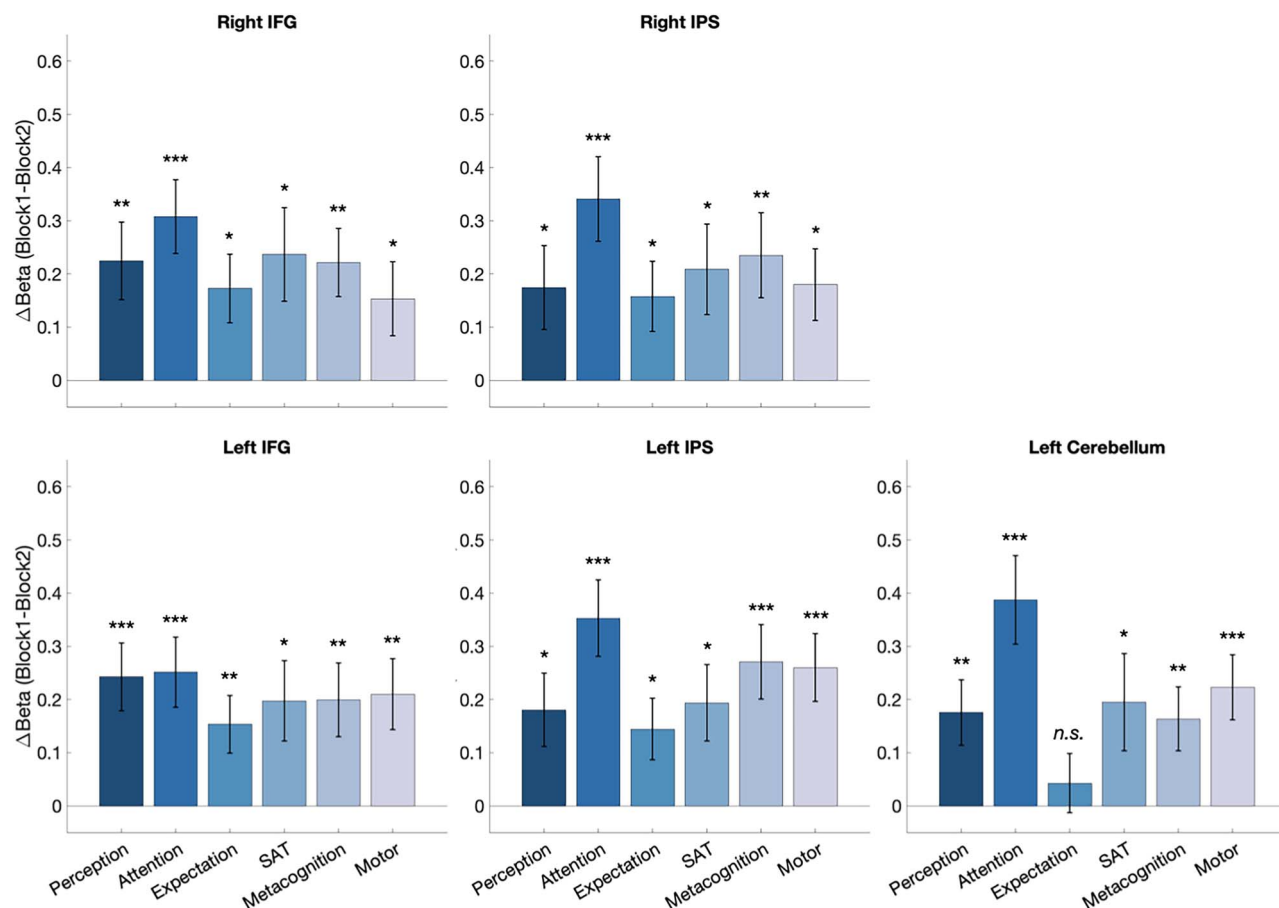 Right IFG
ΔBeta (Block1-Block2)
0.6
0.5
0.4
0.3
0.2
0.1
0
**
***
*
*
**
*
Right IPS
0.6
0.5
0.4
0.3
0.2
0.1
0
*
***
*
*
**
*
Left IFG
ΔBeta (Block1-Block2)
0.6
0.5
0.4
0.3
0.2
0.1
0
***
***
**
*
**
**
Perception
Attention
Expectation
SAT
Metacognition
Motor
Left IPS
0.6
0.5
0.4
0.3
0.2
0.1
0
*
***
*
*
***
***
Perception
Attention
Expectation
SAT
Metacognition
Motor
Left Cerebellum
0.6
0.5
0.4
0.3
0.2
0.1
0
**
***
n.s.
*
**
***
Perception
Attention
Expectation
SAT
Metacognition
Motor